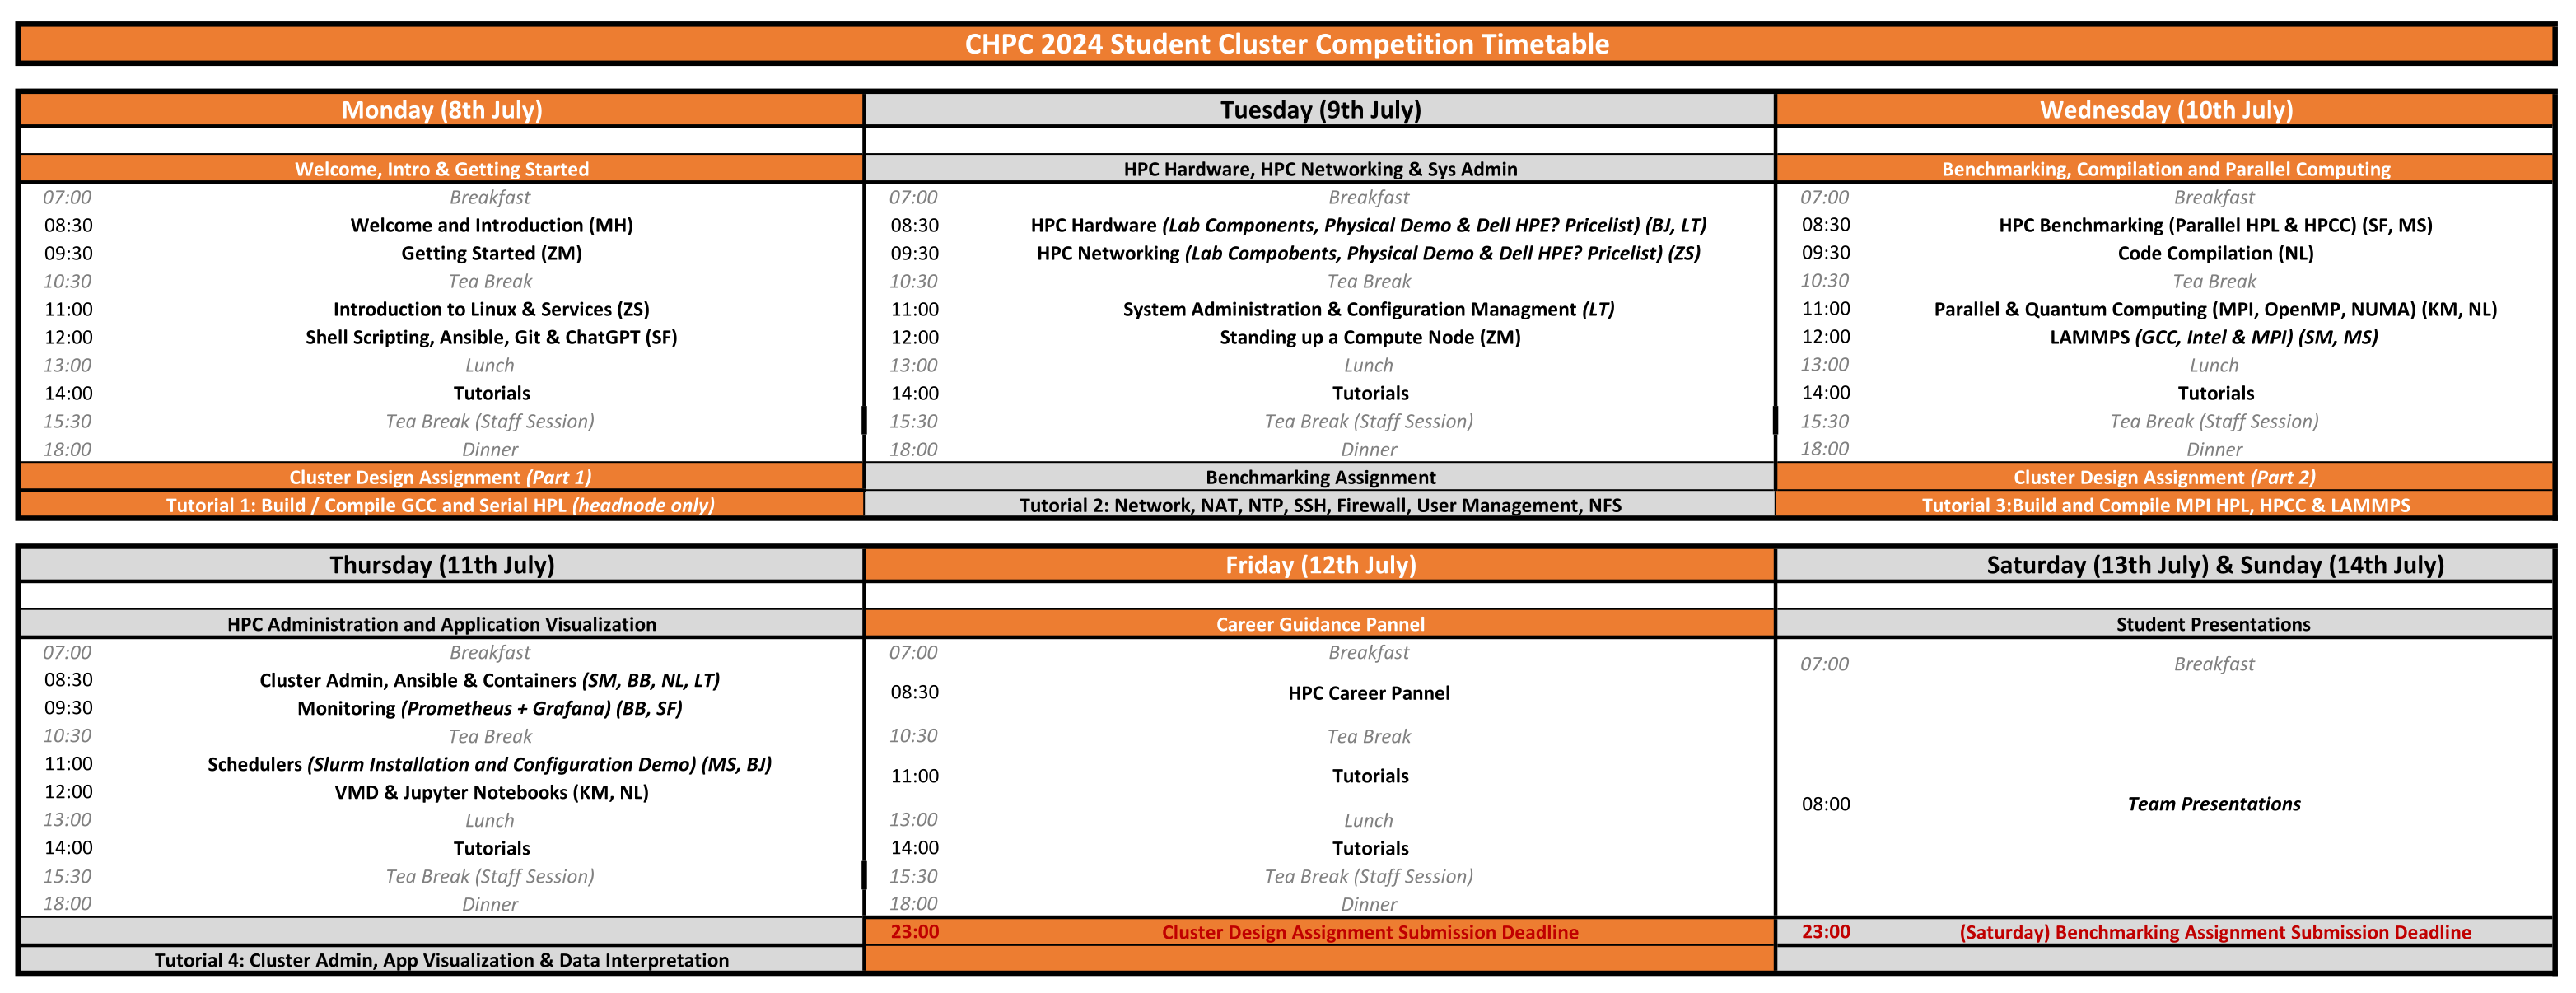 CHPC 2024 Student Cluster Competition Timetable
Monday (8th July)
Welcome, Intro & Getting Started
07:00 Breakfast
08:30 Welcome and Introduction (MH)
09:30 Getting Started (ZM)
10:30 Tea Break
11:00 Introduction to Linux & Services (ZS)
12:00 Shell Scripting, Ansible, Git & ChatGPT (SF)
13:00 Lunch
14:00 Tutorials
15:30 Tea Break (Staff Session)
18:00 Dinner
Cluster Design Assignment (Part 1)
Tutorial 1: Build / Compile GCC and Serial HPL (headnode only)
Tuesday (9th July)
HPC Hardware, HPC Networking & Sys Admin
07:00 Breakfast
08:30 HPC Hardware (Lab Components, Physical Demo & Dell HPE? Pricelist) (BJ, LT)
09:30 HPC Networking (Lab Compobents, Physical Demo & Dell HPE? Pricelist) (ZS)
10:30 Tea Break
11:00 System Administration & Configuration Managment (LT)
12:00 Standing up a Compute Node (ZM)
13:00 Lunch
14:00 Tutorials
15:30 Tea Break (Staff Session)
18:00 Dinner
Benchmarking Assignment
Tutorial 2: Network, NAT, NTP, SSH, Firewall, User Management, NFS
Wednesday (10th July)
Benchmarking, Compilation and Parallel Computing
07:00 Breakfast
08:30 HPC Benchmarking (Parallel HPL & HPCC) (SF, MS)
09:30 Code Compilation (NL)
10:30 Tea Break
11:00 Parallel & Quantum Computing (MPI, OpenMP, NUMA) (KM, NL)
12:00 LAMMPS (GCC, Intel & MPI) (SM, MS)
13:00 Lunch
14:00 Tutorials
15:30 Tea Break (Staff Session)
18:00 Dinner
Cluster Design Assignment (Part 2)
Tutorial 3:Build and Compile MPI HPL, HPCC & LAMMPS
Thursday (11th July)
HPC Administration and Application Visualization
07:00 Breakfast
08:30 Cluster Admin, Ansible & Containers (SM, BB, NL, LT)
09:30 Monitoring (Prometheus + Grafana) (BB, SF)
10:30 Tea Break
11:00 Schedulers (Slurm Installation and Configuration Demo) (MS, BJ)
12:00 VMD & Jupyter Notebooks (KM, NL)
13:00 Lunch
14:00 Tutorials
15:30 Tea Break (Staff Session)
18:00 Dinner
Tutorial 4: Cluster Admin, App Visualization & Data Interpretation
Friday (12th July)
Career Guidance Pannel
07:00 Breakfast
08:30 HPC Career Pannel
10:30 Tea Break
11:00 Tutorials
13:00 Lunch
14:00 Tutorials
15:30 Tea Break (Staff Session)
18:00 Dinner
23:00 Cluster Design Assignment Submission Deadline
Saturday (13th July) & Sunday (14th July)
Student Presentations
07:00 Breakfast
08:00 Team Presentations
23:00 (Saturday) Benchmarking Assignment Submission Deadline